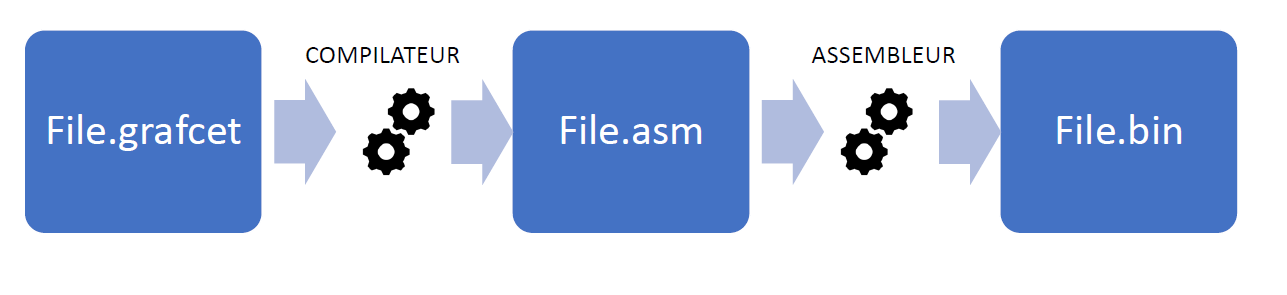 COMPILATEUR
ASSEMBLEUR
File.grafcet
File.asm
File.bin